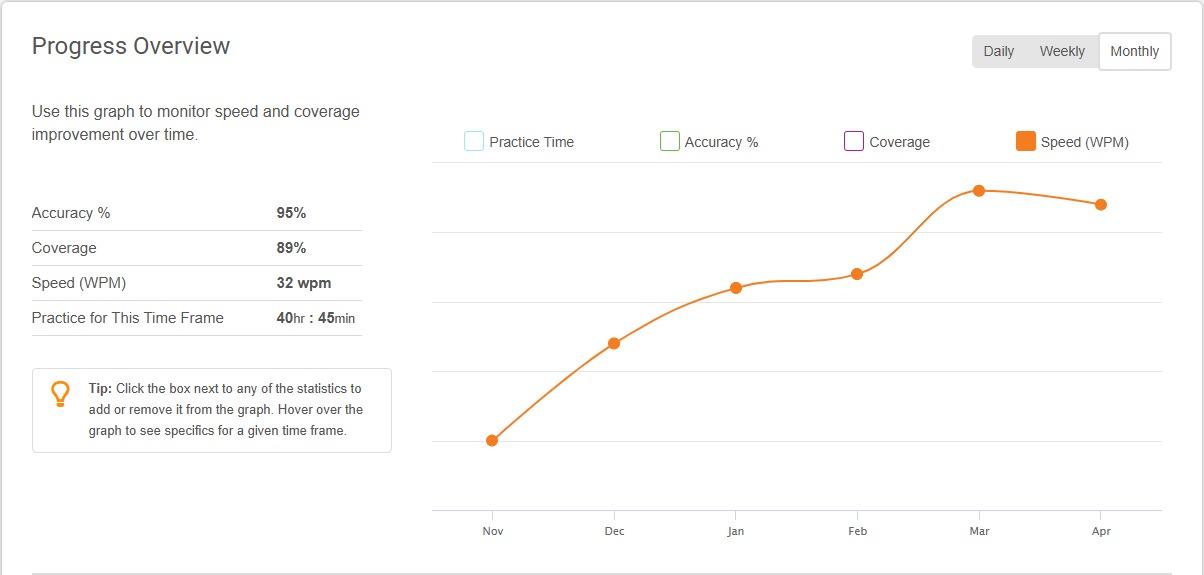 Progress Overview
Daily Weekly Monthly
Use this graph to monitor speed and coverage
improvement over time.
Practice Time Accuracy % Coverage Speed (WPM)
Accuracy % 95%
Coverage 89%
Speed (WPM) 32 wpm
Practice for This Time Frame 40hr : 45min
Tip: Click the box next to any of the statistics to
add or remove it from the graph. Hover over the
graph to see specifics for a given time frame.
Nov Dec Jan Feb Mar Apr